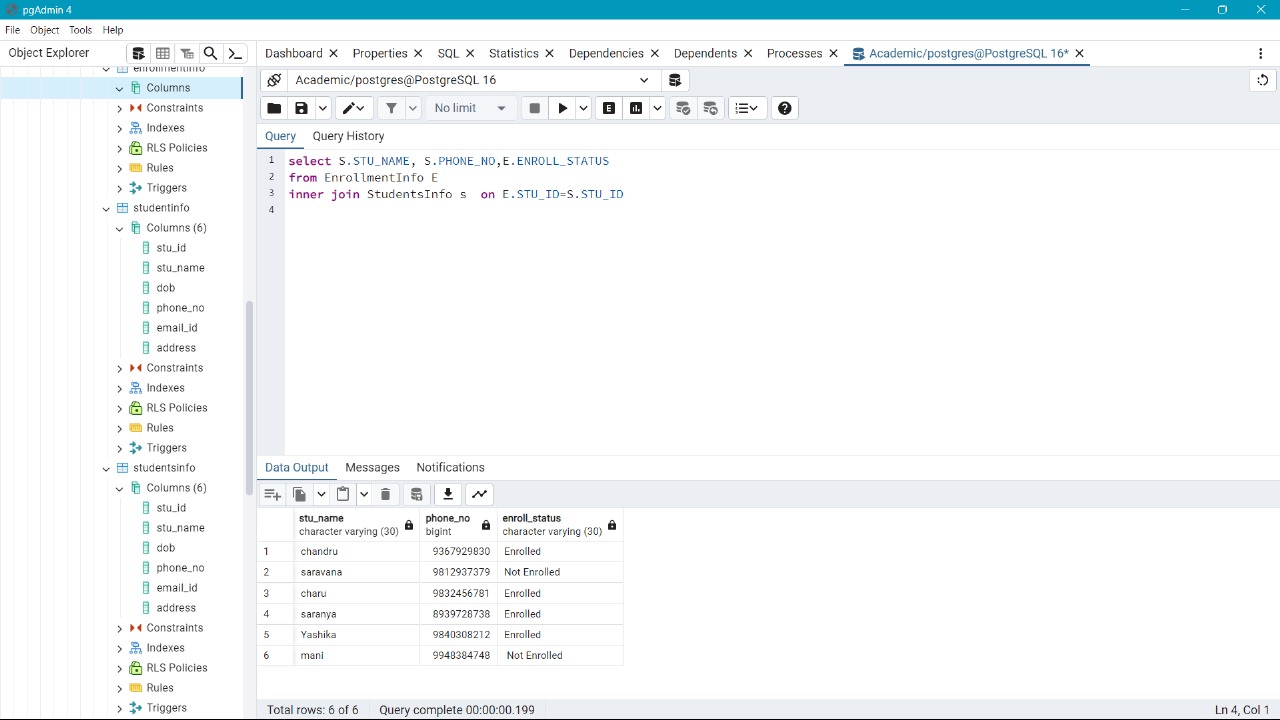 pgAdmin 4
File Object Tools Help
Object Explorer
Dashboard Properties SQL Statistics Dependencies Dependents Processes Academic/postgres@PostgreSQL 16*
enrollmentinfo
Columns
Constraints
Indexes
RLS Policies
Rules
Triggers
studentinfo
Columns (6)
stu_id
stu_name
dob
phone_no
email_id
address
Constraints
Indexes
RLS Policies
Rules
Triggers
studentsinfo
Columns (6)
stu_id
stu_name
dob
phone_no
email_id
address
Constraints
Indexes
RLS Policies
Rules
Triggers
Academic/postgres@PostgreSQL 16
No limit E
Query Query History
1 select S.STU_NAME, S.PHONE_NO,E.ENROLL_STATUS
2 from EnrollmentInfo E
3 inner join StudentsInfo s on E.STU_ID=S.STU_ID
4
Data Output Messages Notifications
stu_name phone_no enroll_status
character varying (30) bigint character varying (30)
1 chandru 9367929830 Enrolled
2 saravana 9812937379 Not Enrolled
3 charu 9832456781 Enrolled
4 saranya 8939728738 Enrolled
5 Yashika 9840308212 Enrolled
6 mani 9948384748 Not Enrolled
Total rows: 6 of 6 Query complete 00:00:00.199 Ln 4, Col 1